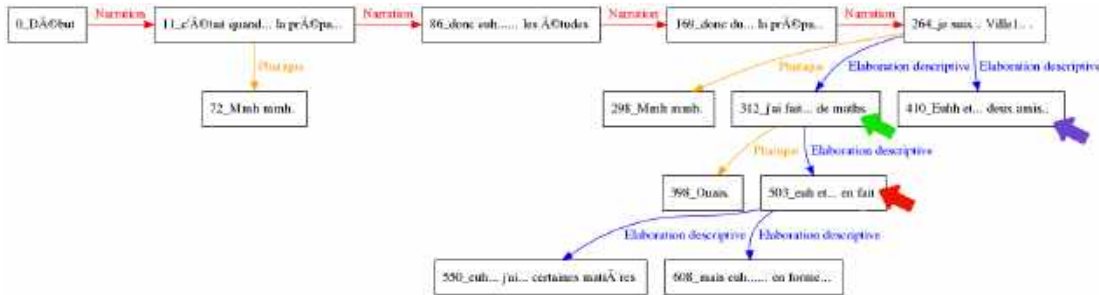 Narration Narration Narration Narration
0_DÃ©but 11_c'Ã©tait quand... la prÃ©pa... 86_donc euh...... les Ã©tudes 169_donc du... la prÃ©pa... 264_je suis... Ville1...
Phatique Phatique Elaboration descriptive Elaboration descriptive
72_Mmh mmh. 298_Mmh mmh. 312_j'ai fait... de maths. 410_Euhh et... deux amis..
Phatique Elaboration descriptive
398_Ouais. 503_euh et... en fait
Elaboration descriptive Elaboration descriptive
550_euh... j'ai... certaines matiÃ¨res 608_mais euh...... en forme...